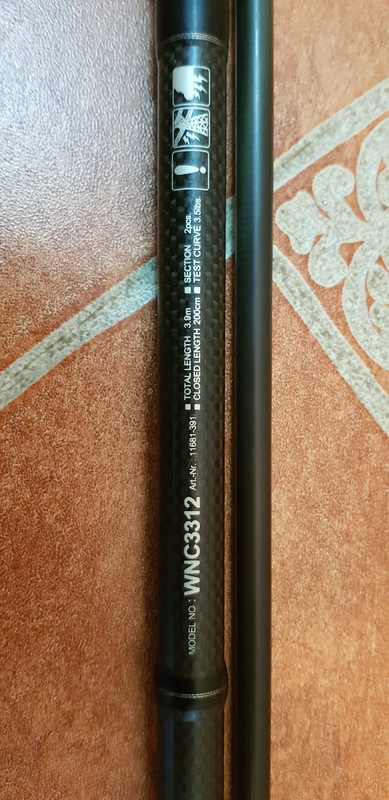 MODEL NO : WNC3312 Art.-Nr.: 11681-391
■ TOTAL LENGTH 3.9m ■ SECTION 2pcs
■ CLOSED LENGTH 200cm ■ TEST CURVE 3.5lbs